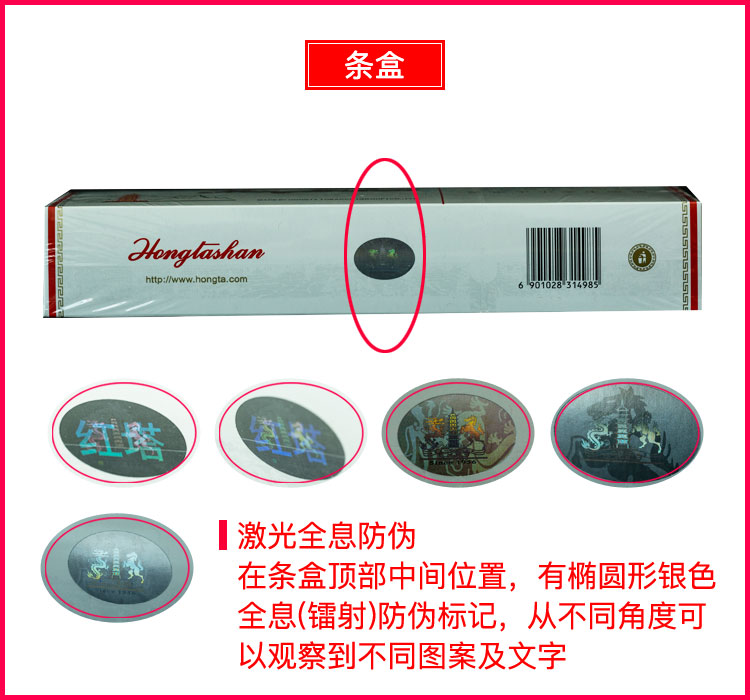 条盒
Hongtashan
http://www.hongta.com
6 901028 314985
红塔
红塔
激光全息防伪
在条盒顶部中间位置，有椭圆形银色
全息(镭射)防伪标记，从不同角度可
以观察到不同图案及文字